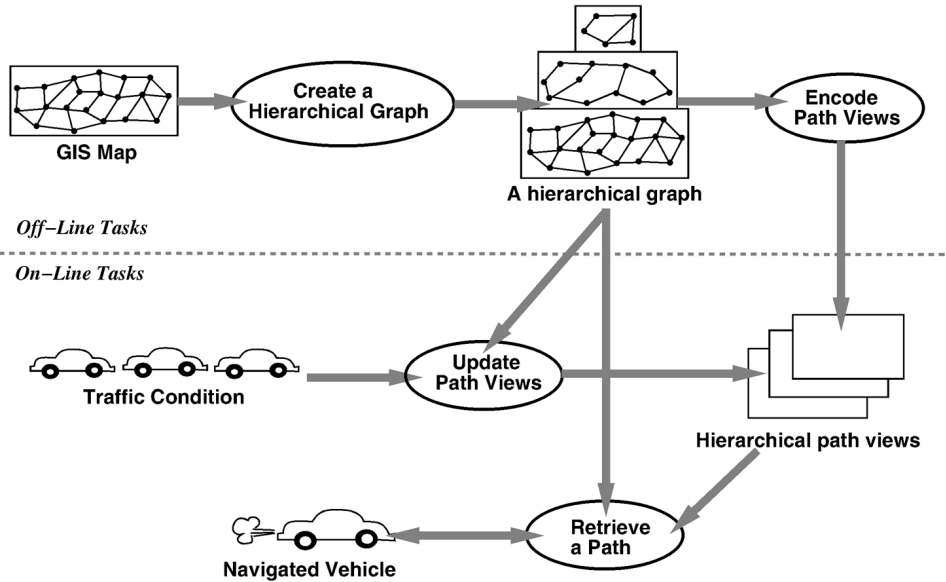 Create a
Hierarchical Graph
Encode
Path Views
GIS Map
A hierarchical graph
Off−Line Tasks
On−Line Tasks
Update
Path Views
Traffic Condition
Hierarchical path views
Retrieve
a Path
Navigated Vehicle